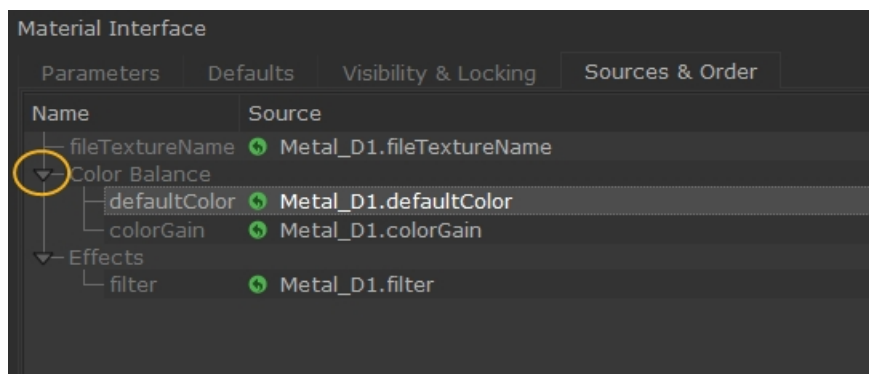 Material Interface
Parameters Defaults Visibility & Locking Sources & Order
Name Source
fileTextureName Metal_D1.fileTextureName
Color Balance
defaultColor Metal_D1.defaultColor
colorGain Metal_D1.colorGain
Effects
filter Metal_D1.filter